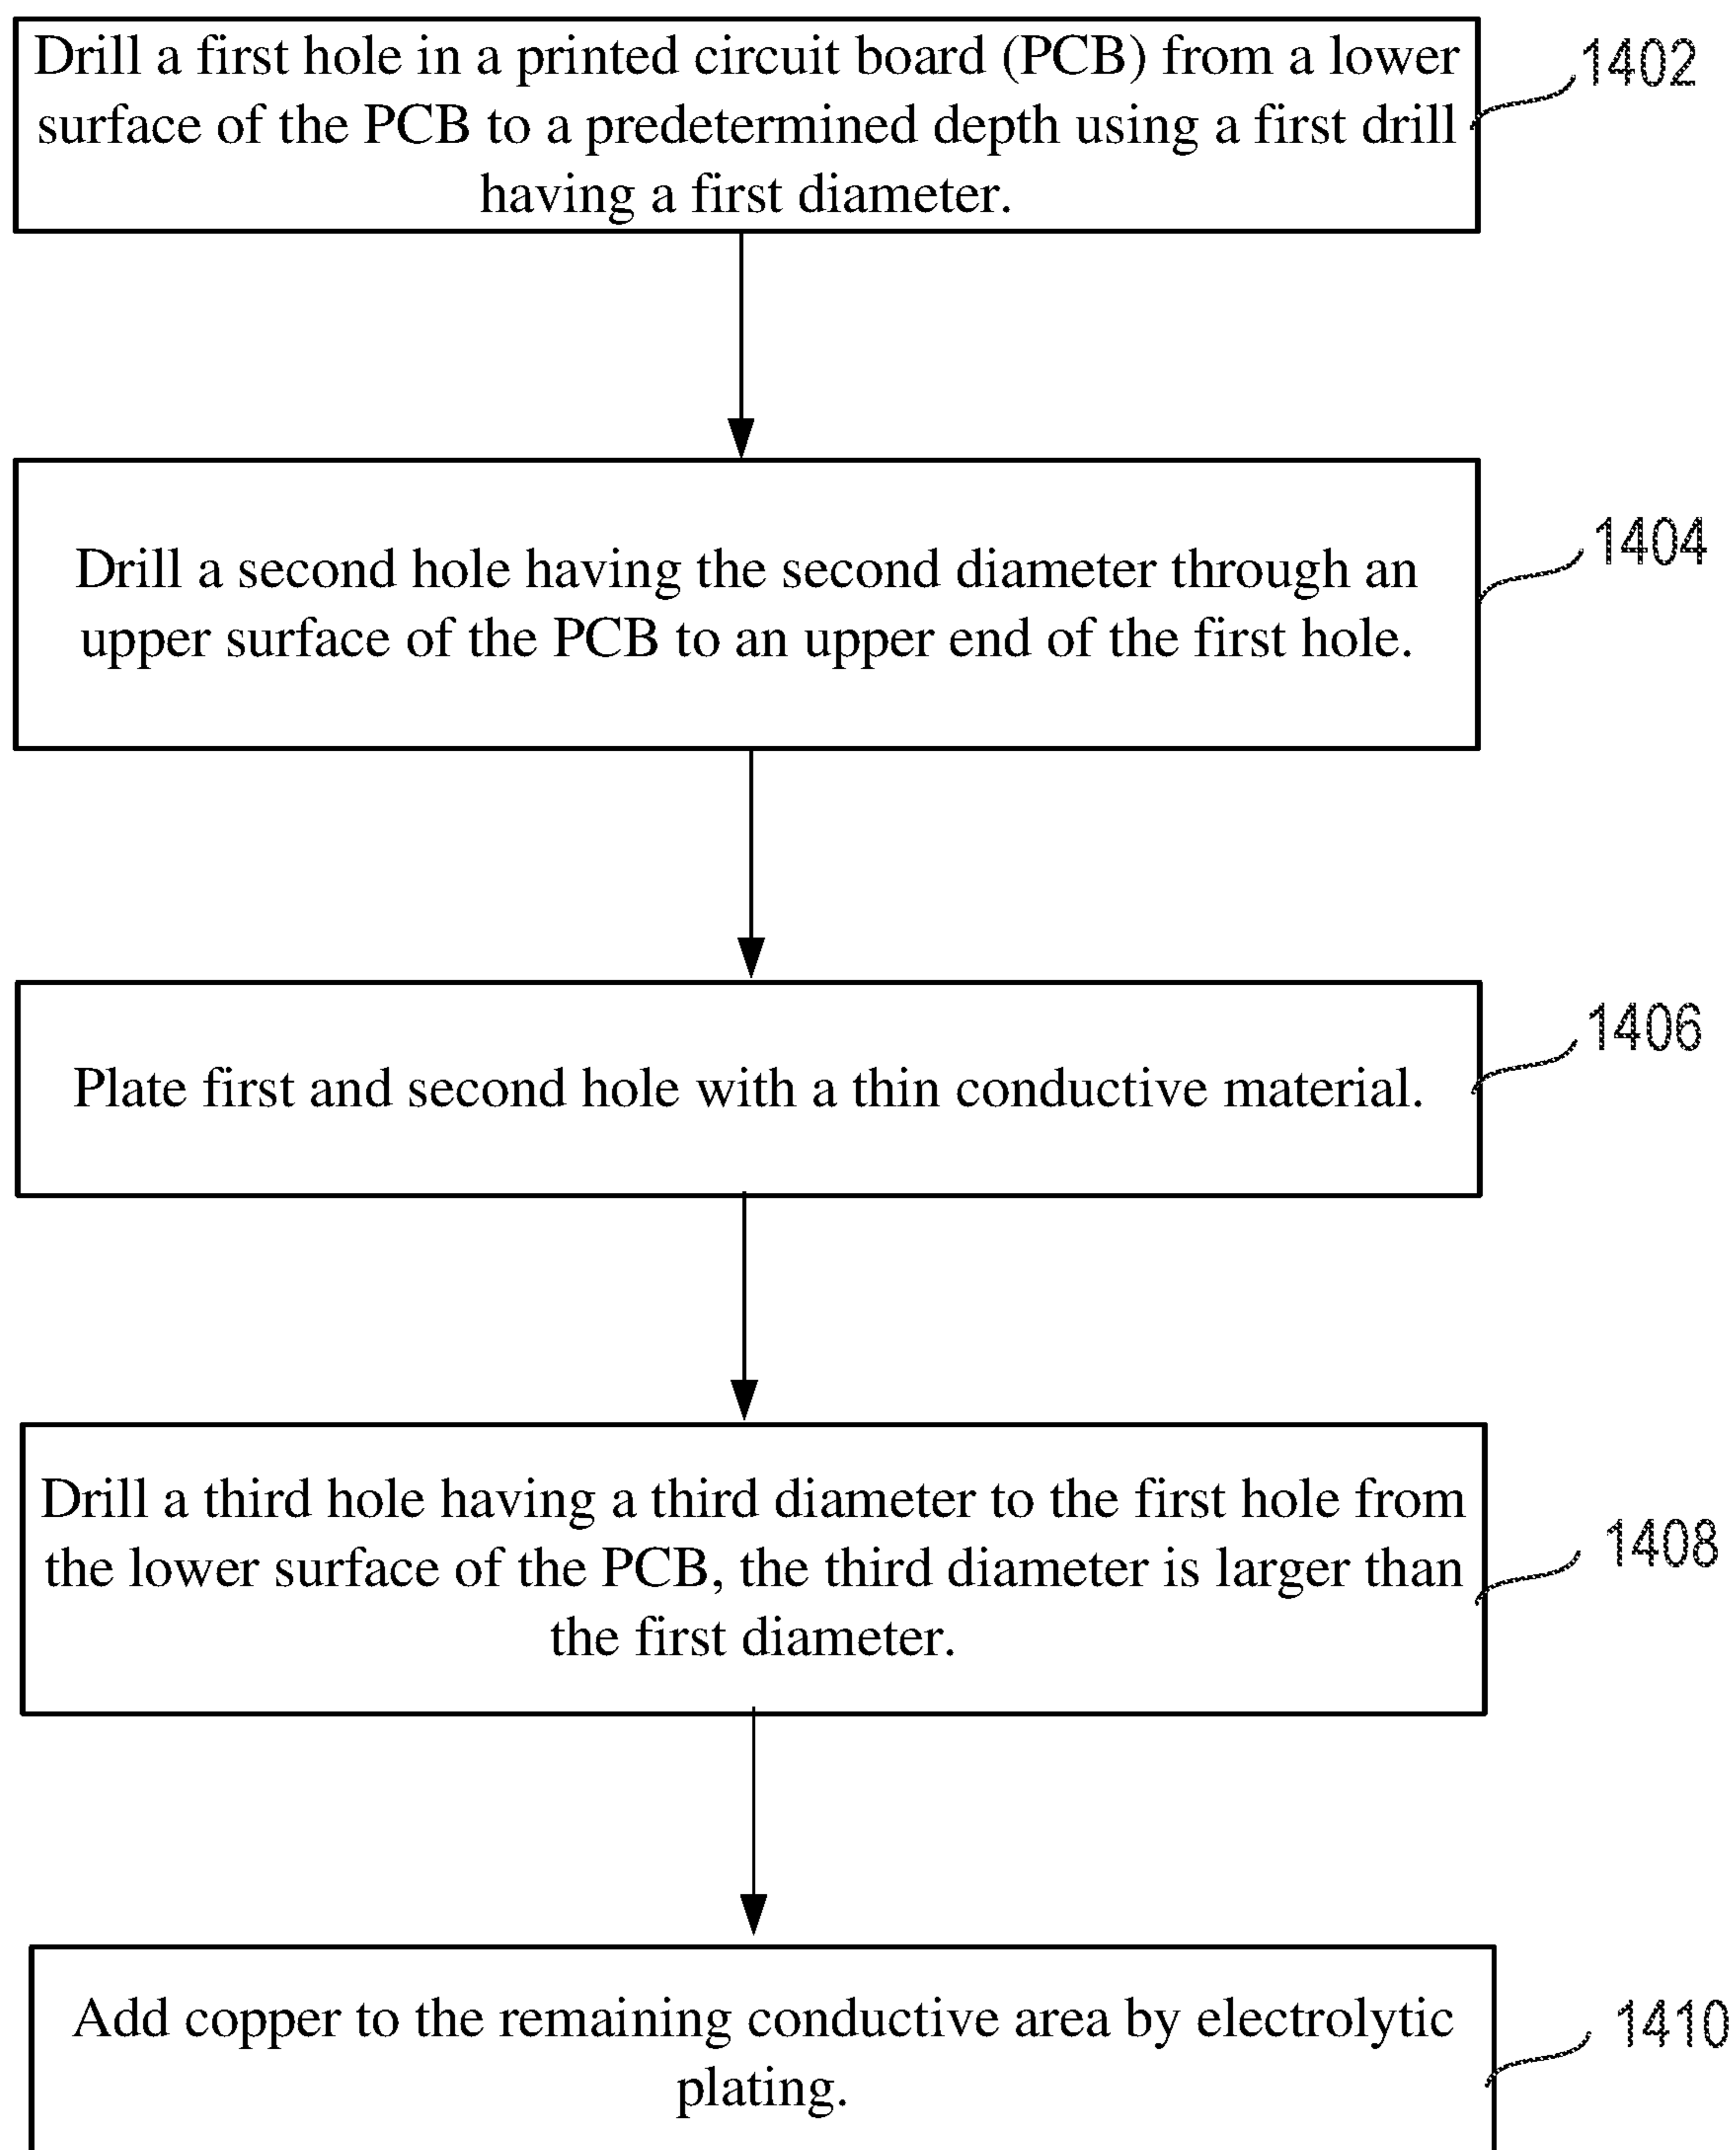 Drill a first hole in a printed circuit board (PCB) from a lower
surface of the PCB to a predetermined depth using a first drill
having a first diameter.
1402
Drill a second hole having the second diameter through an
upper surface of the PCB to an upper end of the first hole.
1404
Plate first and second hole with a thin conductive material.
1406
Drill a third hole having a third diameter to the first hole from
the lower surface of the PCB, the third diameter is larger than
the first diameter.
1408
Add copper to the remaining conductive area by electrolytic
plating.
1410